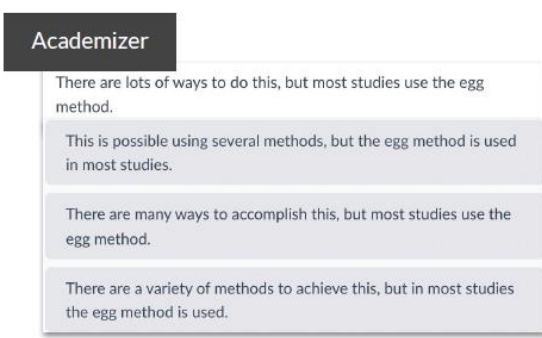 Academizer
There are lots of ways to do this, but most studies use the egg
method.
This is possible using several methods, but the egg method is used
in most studies.
There are many ways to accomplish this, but most studies use the
egg method.
There are a variety of methods to achieve this, but in most studies
the egg method is used.